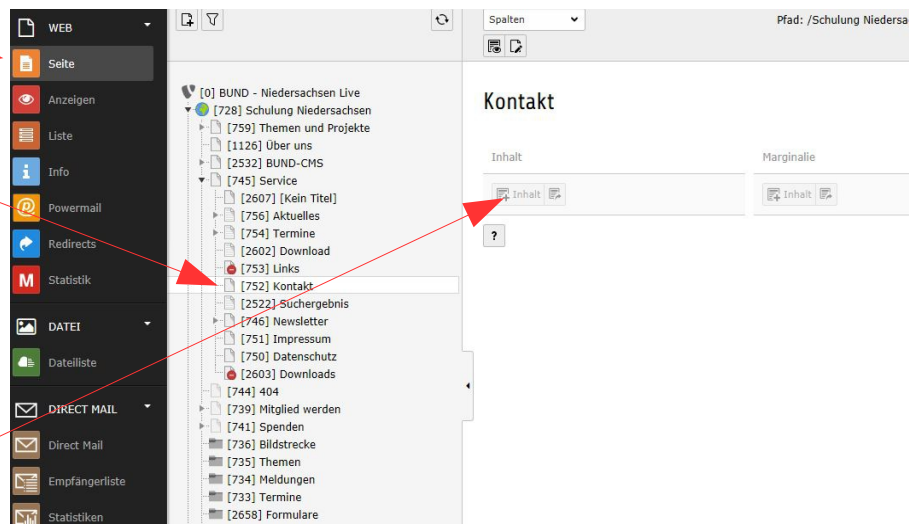 WEB
Seite
Anzeigen
Liste
Info
Powermail
Redirects
M Statistik
DATEI
Dateiliste
DIRECT MAIL
Direct Mail
Empfängerliste
Statistiken
[0] BUND - Niedersachsen Live
[728] Schulung Niedersachsen
[759] Themen und Projekte
[1126] Über uns
[2532] BUND-CMS
[745] Service
[2607] [Kein Titel]
[756] Aktuelles
[754] Termine
[2602] Download
[753] Links
[752] Kontakt
[2522] Suchergebnis
[746] Newsletter
[751] Impressum
[750] Datenschutz
[2603] Downloads
[744] 404
[739] Mitglied werden
[741] Spenden
[736] Bildstrecke
[735] Themen
[734] Meldungen
[733] Termine
[2658] Formulare
Spalten
Pfad: /Schulung Niedersa
Kontakt
Inhalt
Marginalie
Inhalt
Inhalt
?